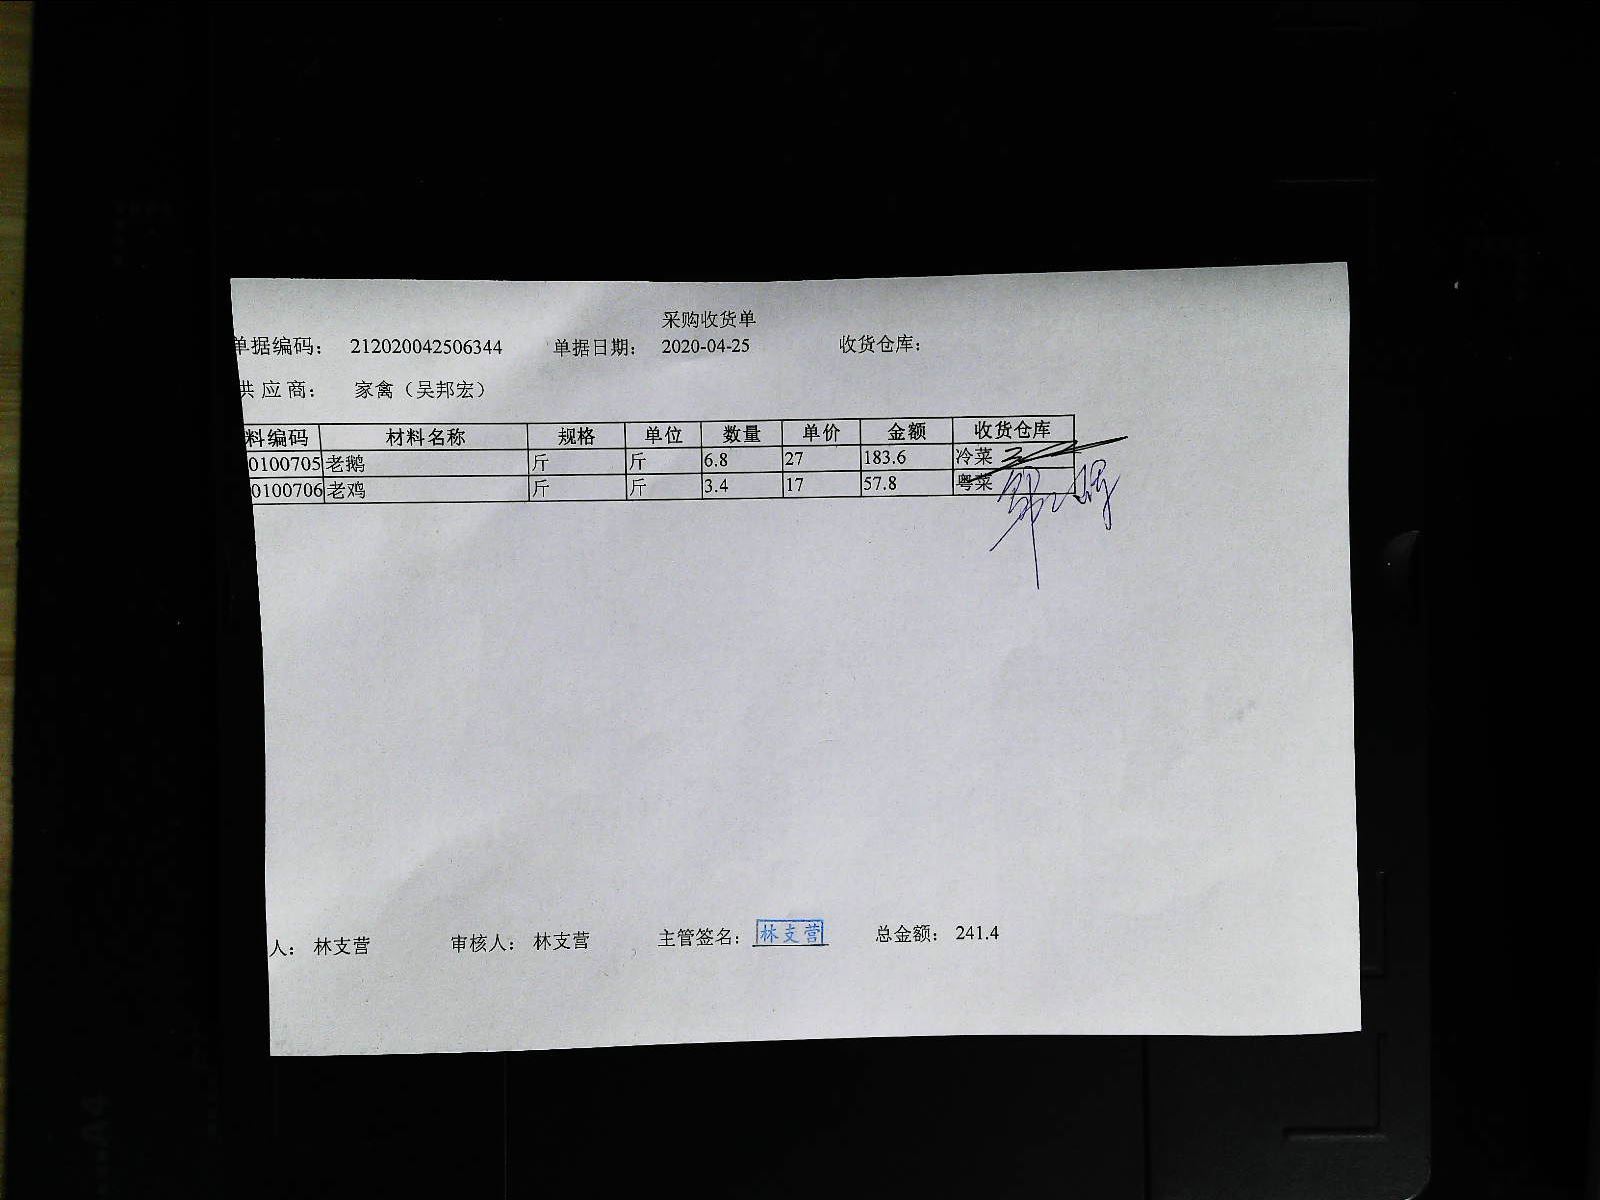 采购收货单
单据编码： 212020042506344 单据日期： 2020-04-25 收货仓库：
供 应 商： 家禽（吴邦宏）
料编码 材料名称 规格 单位 数量 单价 金额 收货仓库
0100705 老鹅 斤 斤 6.8 27 183.6 冷菜
0100706 老鸡 斤 斤 3.4 17 57.8 粤菜
人： 林支营 审核人： 林支营 主管签名： 林支营 总金额： 241.4